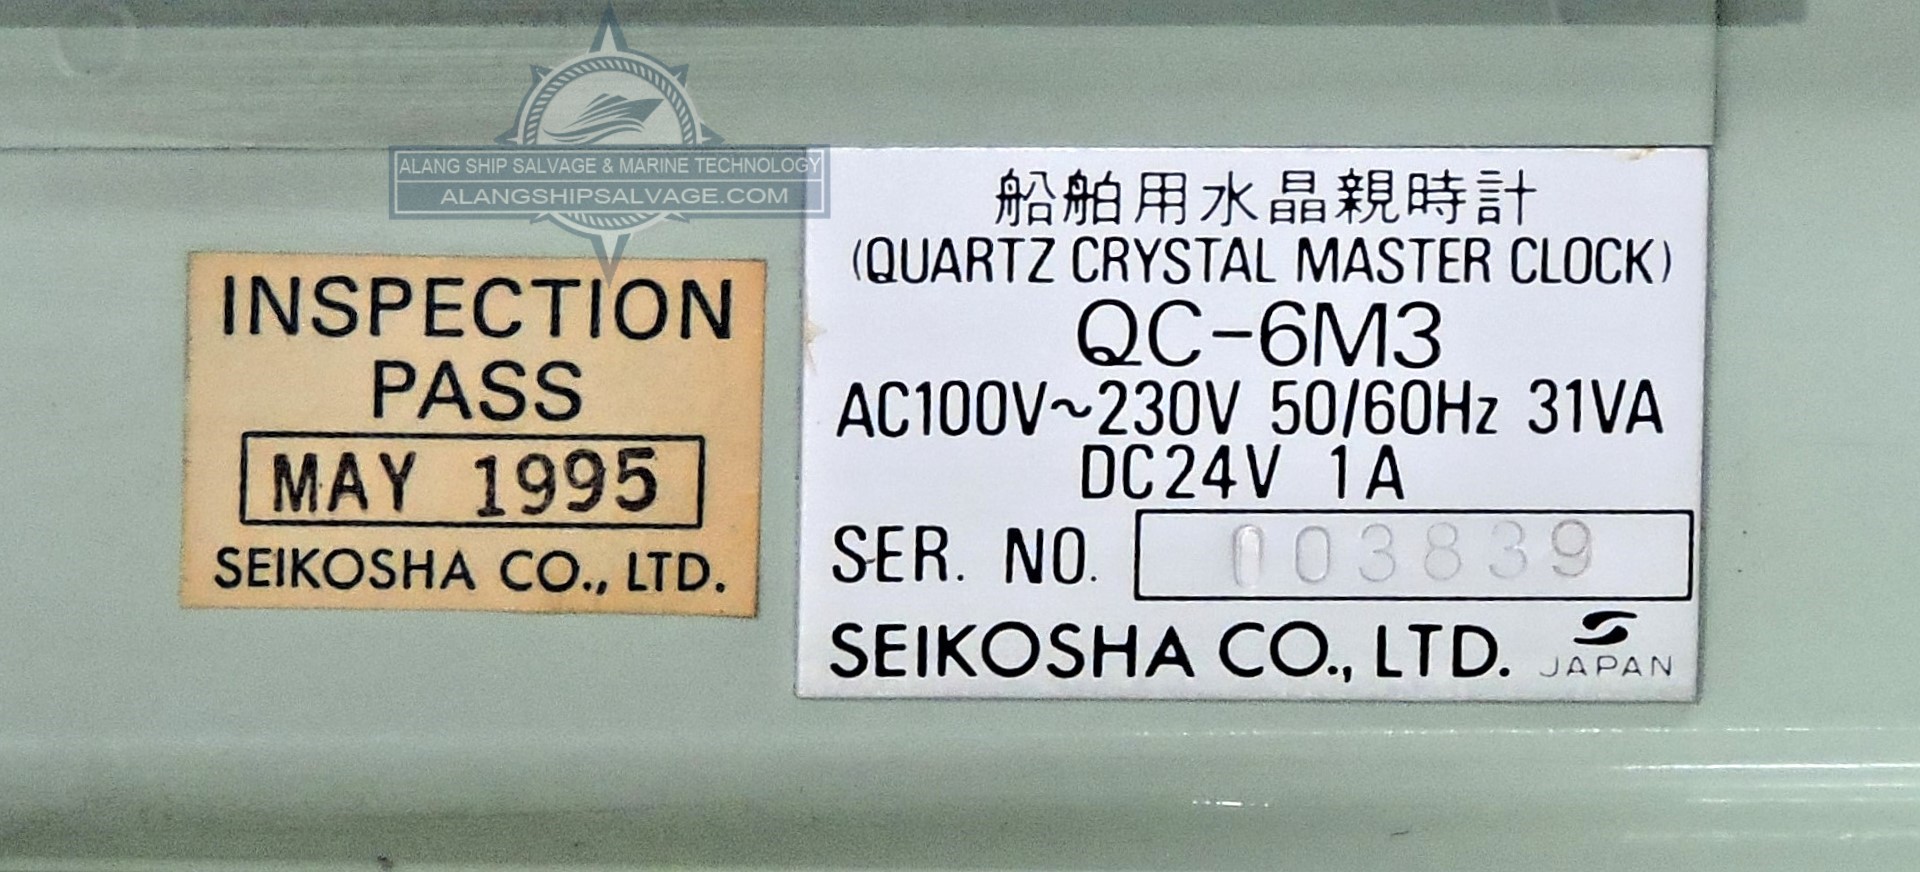 ALANG SHIP SALVAGE & MARINE TECHNOLOGY
ALANGSHIPSALVAGE.COM
INSPECTION
PASS
MAY 1995
SEIKOSHA CO., LTD.
船舶用水晶親時計
(QUARTZ CRYSTAL MASTER CLOCK)
QC-6M3
AC100V~230V 50/60Hz 31VA
DC24V 1A
SER. NO. 003839
SEIKOSHA CO., LTD. JAPAN